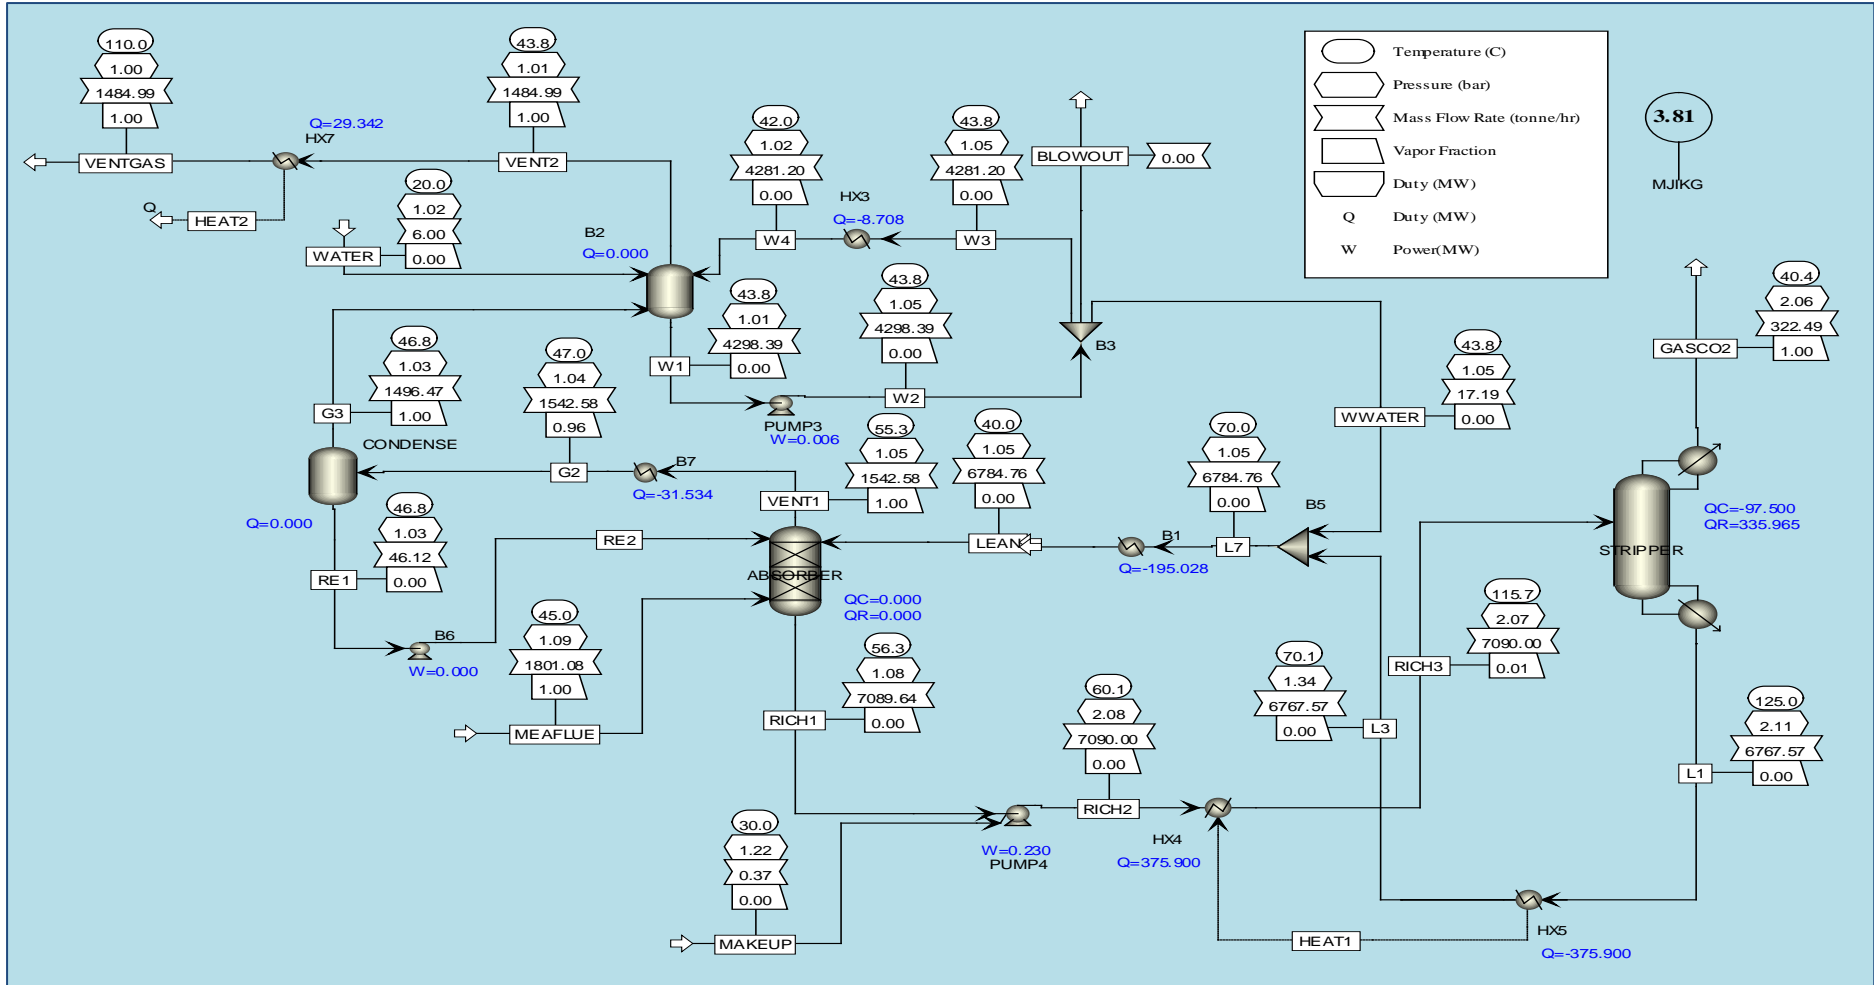 110.0
1.00
1484.99
1.00
VENTGAS
Q=29.342
HX7
Q
HEAT2
43.8
1.01
1484.99
1.00
VENT2
20.0
1.02
6.00
0.00
WATER
B2
Q=0.000
42.0
1.02
4281.20
0.00
W4
HX3
Q=-8.708
43.8
1.05
4281.20
0.00
W3
BLOWOUT
0.00
Temperature (C)
Pressure (bar)
Mass Flow Rate (tonne/hr)
Vapor Fraction
Duty (MW)
Q Duty (MW)
W Power(MW)
3.81
MJIKG
40.4
2.06
322.49
1.00
GASCO2
43.8
1.01
4298.39
0.00
W1
43.8
1.05
4298.39
0.00
W2
B3
PUMP3
W=0.006
43.8
1.05
17.19
0.00
WWATER
46.8
1.03
1496.47
1.00
G3
CONDENSE
Q=0.000
47.0
1.04
1542.58
0.96
G2
B7
Q=-31.534
55.3
1.05
1542.58
1.00
VENT1
40.0
1.05
6784.76
0.00
LEAN
B1
Q=-195.028
70.0
1.05
6784.76
0.00
L7
B5
QC=-97.500
QR=335.965
STRIPPER
46.8
1.03
46.12
0.00
RE1
RE2
B6
W=0.000
ABSORBER
QC=0.000
QR=0.000
45.0
1.09
1801.08
1.00
MEAFLUE
56.3
1.08
7089.64
0.00
RICH1
115.7
2.07
7090.00
0.01
RICH3
60.1
2.08
7090.00
0.00
RICH2
70.1
1.34
6767.57
0.00
L3
125.0
2.11
6767.57
0.00
L1
30.0
1.22
0.37
0.00
MAKEUP
W=0.230
PUMP4
HX4
Q=375.900
HEAT1
HX5
Q=-375.900